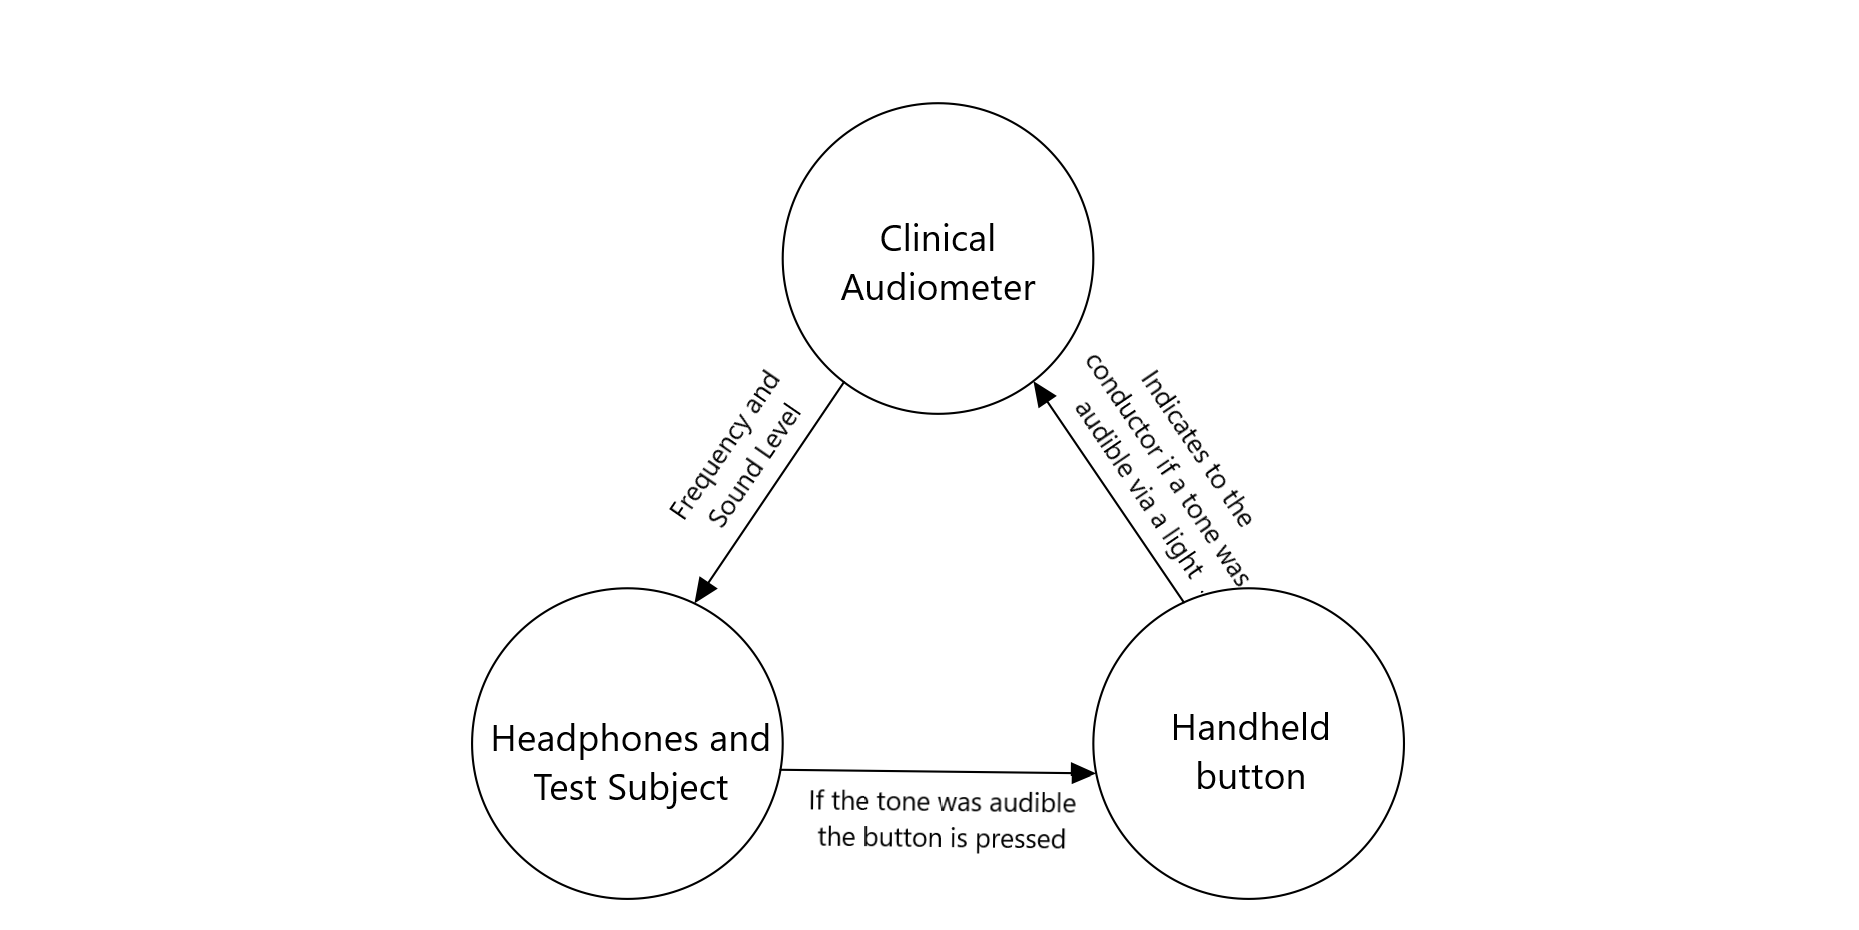 Clinical
Audiometer
Frequency and
Sound Level
Indicates to the
conductor if a tone was
audible via a light
.
Headphones and
Test Subject
Handheld
button
If the tone was audible
the button is pressed